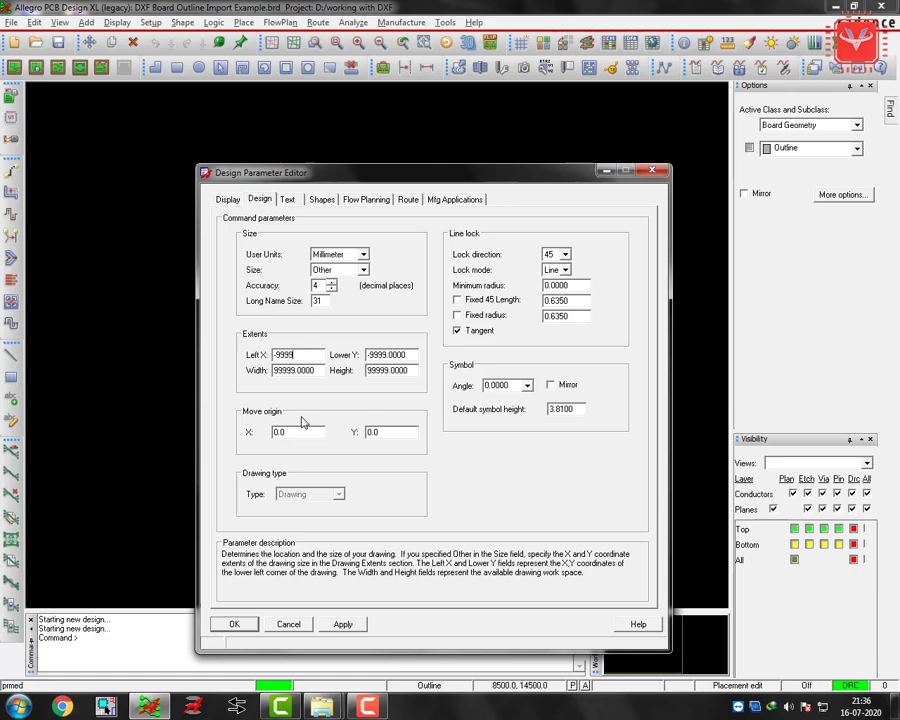 Allegro PCB Design XL (legacy): DXF Board Outline Import Example.brd Project: D:/working with DXF
File Edit View Add Display Setup Shape Logic Place FlowPlan Route Analyze Manufacture Tools Help
Options
Active Class and Subclass:
Board Geometry
Outline
Mirror
More options...
Find
Design Parameter Editor
Display Design Text Shapes Flow Planning Route Mfg Applications
Command parameters
Size
User Units: Millimeter
Size: Other
Accuracy: 4 (decimal places)
Long Name Size: 31
Extents
Left X: -9999 Lower Y: -9999.0000
Width: 99999.0000 Height: 99999.0000
Move origin
X: 0.0 Y: 0.0
Drawing type
Type: Drawing
Line lock
Lock direction: 45
Lock mode: Line
Minimum radius: 0.0000
Fixed 45 Length: 0.6350
Fixed radius: 0.6350
Tangent
Symbol
Angle: 0.0000 Mirror
Default symbol height: 3.8100
Parameter description
Determines the location and the size of your drawing. If you specified Other in the Size field, specify the X and Y coordinate
extents of the drawing size in the Drawing Extents section. The Left X and Lower Y fields represent the X,Y coordinates
of the lower left corner of the drawing. The Width and Height fields represent the available drawing work space.
OK Cancel Apply Help
Visibility
Views:
Layer Plan Etch Via Pin Drc All
Conductors
Planes
Top
Bottom
All
Starting new design...
Starting new design...
Command >
prmed Outline 8500.0, 14500.0 P A Placement edit Off DRC 0
21:36
16-07-2020